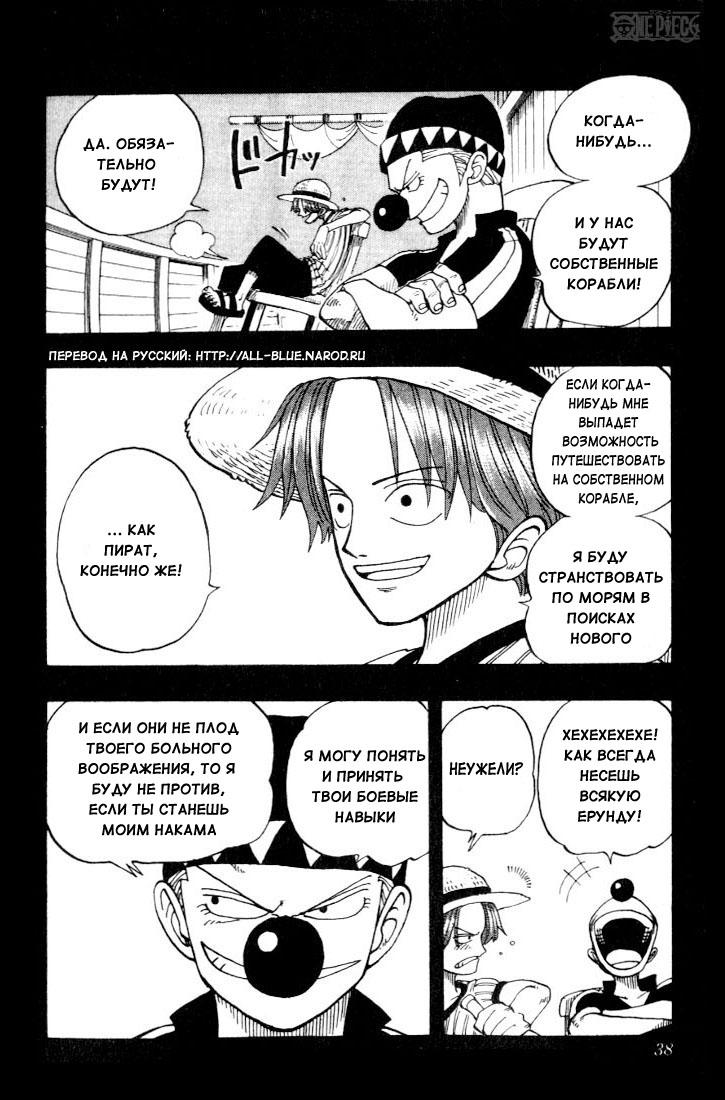 ONE PIECE
КОГДА-
НИБУДЬ...
И У НАС
БУДУТ
СОБСТВЕННЫЕ
КОРАБЛИ!
ДА. ОБЯЗА-
ТЕЛЬНО
БУДУТ!
ПЕРЕВОД НА РУССКИЙ: HTTP://ALL-BLUE.NAROD.RU
ЕСЛИ КОГДА-
НИБУДЬ МНЕ
ВЫПАДЕТ
ВОЗМОЖНОСТЬ
ПУТЕШЕСТВОВАТЬ
НА СОБСТВЕННОМ
КОРАБЛЕ,
Я БУДУ
СТРАНСТВОВАТЬ
ПО МОРЯМ В
ПОИСКАХ
НОВОГО
... КАК
ПИРАТ,
КОНЕЧНО ЖЕ!
ХЕХЕХЕХЕХЕ!
КАК ВСЕГДА
НЕСЕШЬ
ВСЯКУЮ
ЕРУНДУ!
НЕУЖЕЛИ?
Я МОГУ ПОНЯТЬ
И ПРИНЯТЬ
ТВОИ БОЕВЫЕ
НАВЫКИ
И ЕСЛИ ОНИ НЕ ПЛОД
ТВОЕГО БОЛЬНОГО
ВООБРАЖЕНИЯ, ТО Я
БУДУ НЕ ПРОТИВ,
ЕСЛИ ТЫ СТАНЕШЬ
МОИМ НАКАМА
38